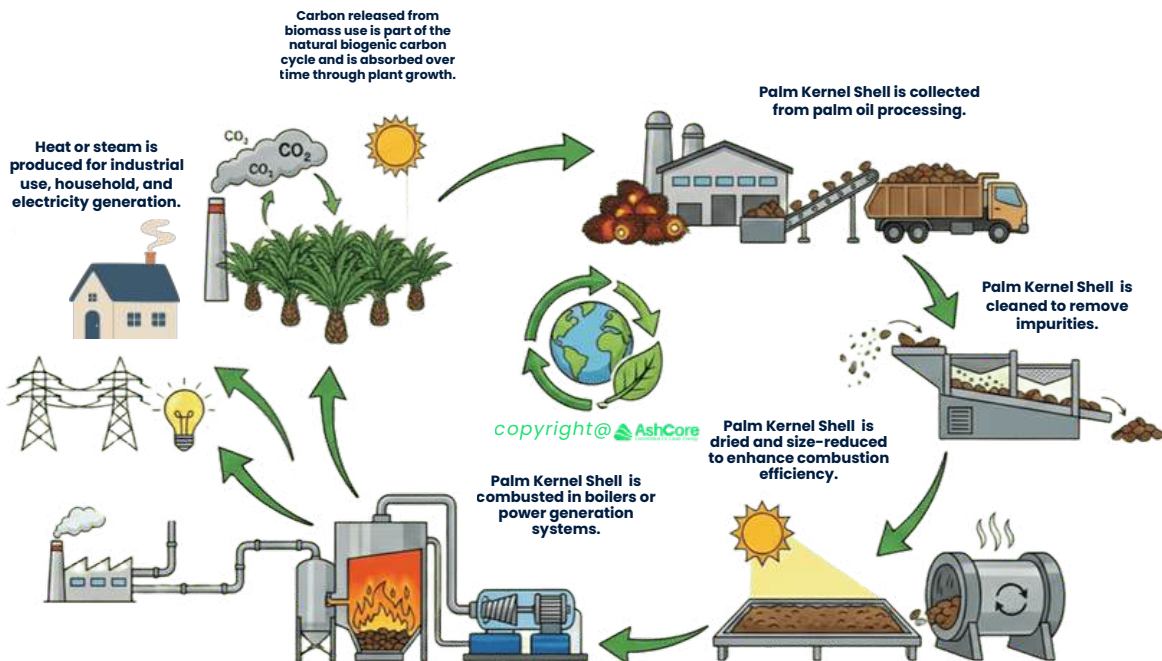 Carbon released from
biomass use is part of the
natural biogenic carbon
cycle and is absorbed over
time through plant growth.
Palm Kernel Shell is collected
from palm oil processing.
Heat or steam is
produced for industrial
use, household, and
electricity generation.
CO₂
CO₂
CO₂
Palm Kernel Shell is
cleaned to remove
impurities.
copyright@ AshCore
Palm Kernel Shell is
dried and size-reduced
to enhance combustion
efficiency.
Palm Kernel Shell is
combusted in boilers or
power generation
systems.